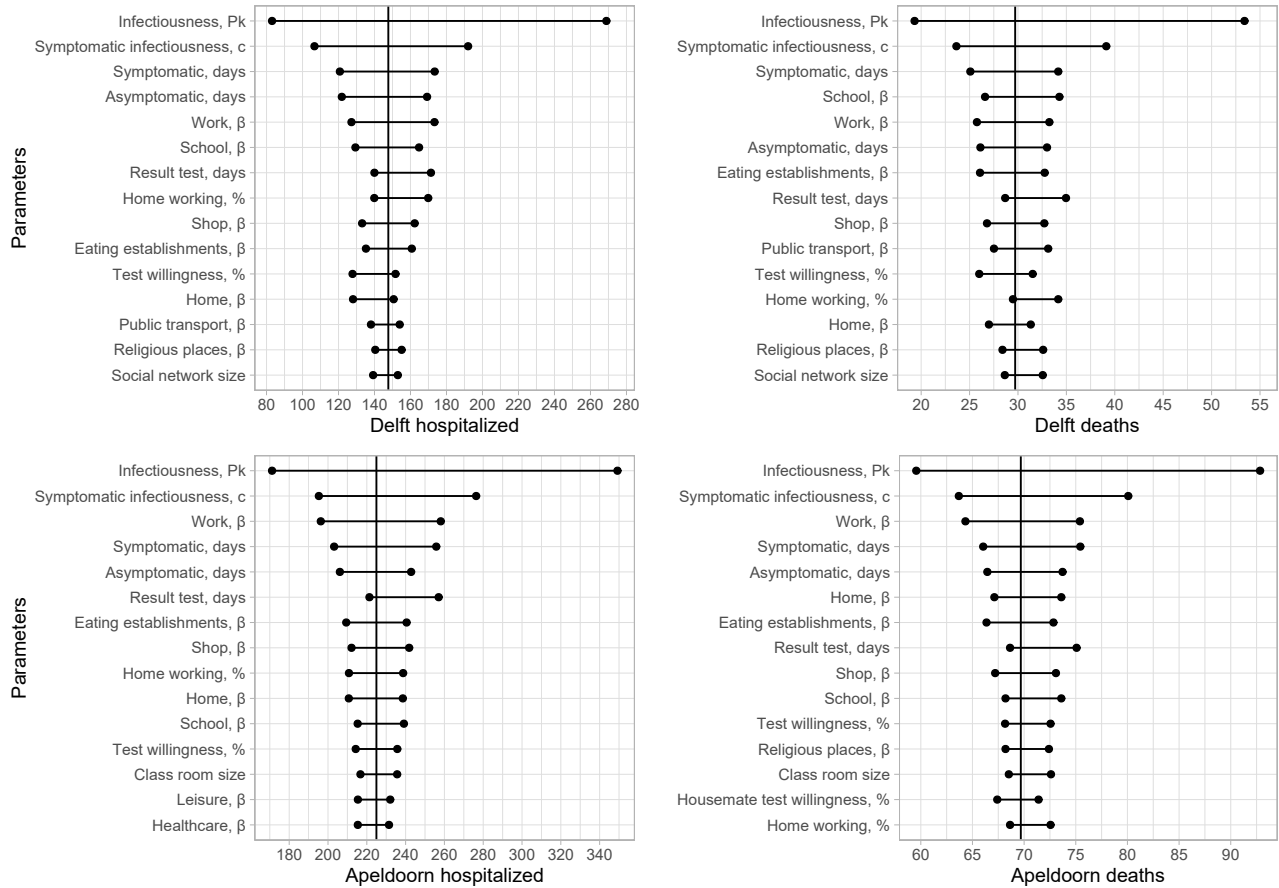 Parameters
Infectiousness, Pk
Symptomatic infectiousness, c
Symptomatic, days
Asymptomatic, days
Work, β
School, β
Result test, days
Home working, %
Shop, β
Eating establishments, β
Test willingness, %
Home, β
Public transport, β
Religious places, β
Social network size
80 100 120 140 160 180 200 220 240 260 280
Delft hospitalized
Infectiousness, Pk
Symptomatic infectiousness, c
Symptomatic, days
School, β
Work, β
Asymptomatic, days
Eating establishments, β
Result test, days
Shop, β
Public transport, β
Test willingness, %
Home working, %
Home, β
Religious places, β
Social network size
20 25 30 35 40 45 50 55
Delft deaths
Parameters
Infectiousness, Pk
Symptomatic infectiousness, c
Work, β
Symptomatic, days
Asymptomatic, days
Result test, days
Eating establishments, β
Shop, β
Home working, %
Home, β
School, β
Test willingness, %
Class room size
Leisure, β
Healthcare, β
180 200 220 240 260 280 300 320 340
Apeldoorn hospitalized
Infectiousness, Pk
Symptomatic infectiousness, c
Work, β
Symptomatic, days
Asymptomatic, days
Home, β
Eating establishments, β
Result test, days
Shop, β
School, β
Test willingness, %
Religious places, β
Class room size
Housemate test willingness, %
Home working, %
60 65 70 75 80 85 90
Apeldoorn deaths